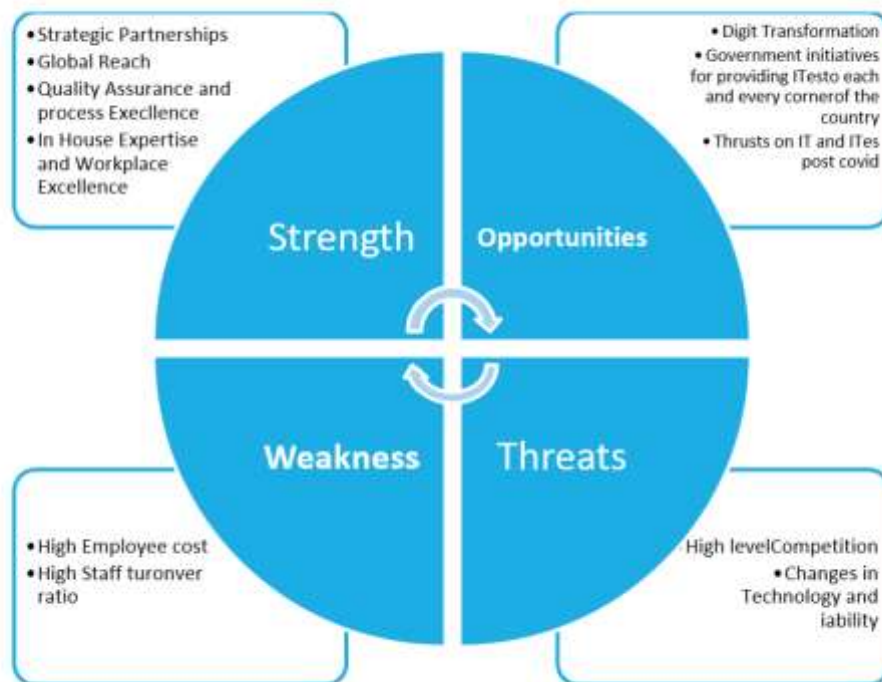 •Strategic Partnerships
•Global Reach
•Quality Assurance and
process Execllence
•In House Expertise
and Workplace
Excellence
•Digit Transformation
•Government initiatives
for providing ITesto each
and every cornerof the
country
•Thrusts on IT and ITes
post covid
Strength
Opportunities
Weakness
Threats
•High Employee cost
•High Staff turonver
ratio
High levelCompetition
•Changes in
Technology and
iability